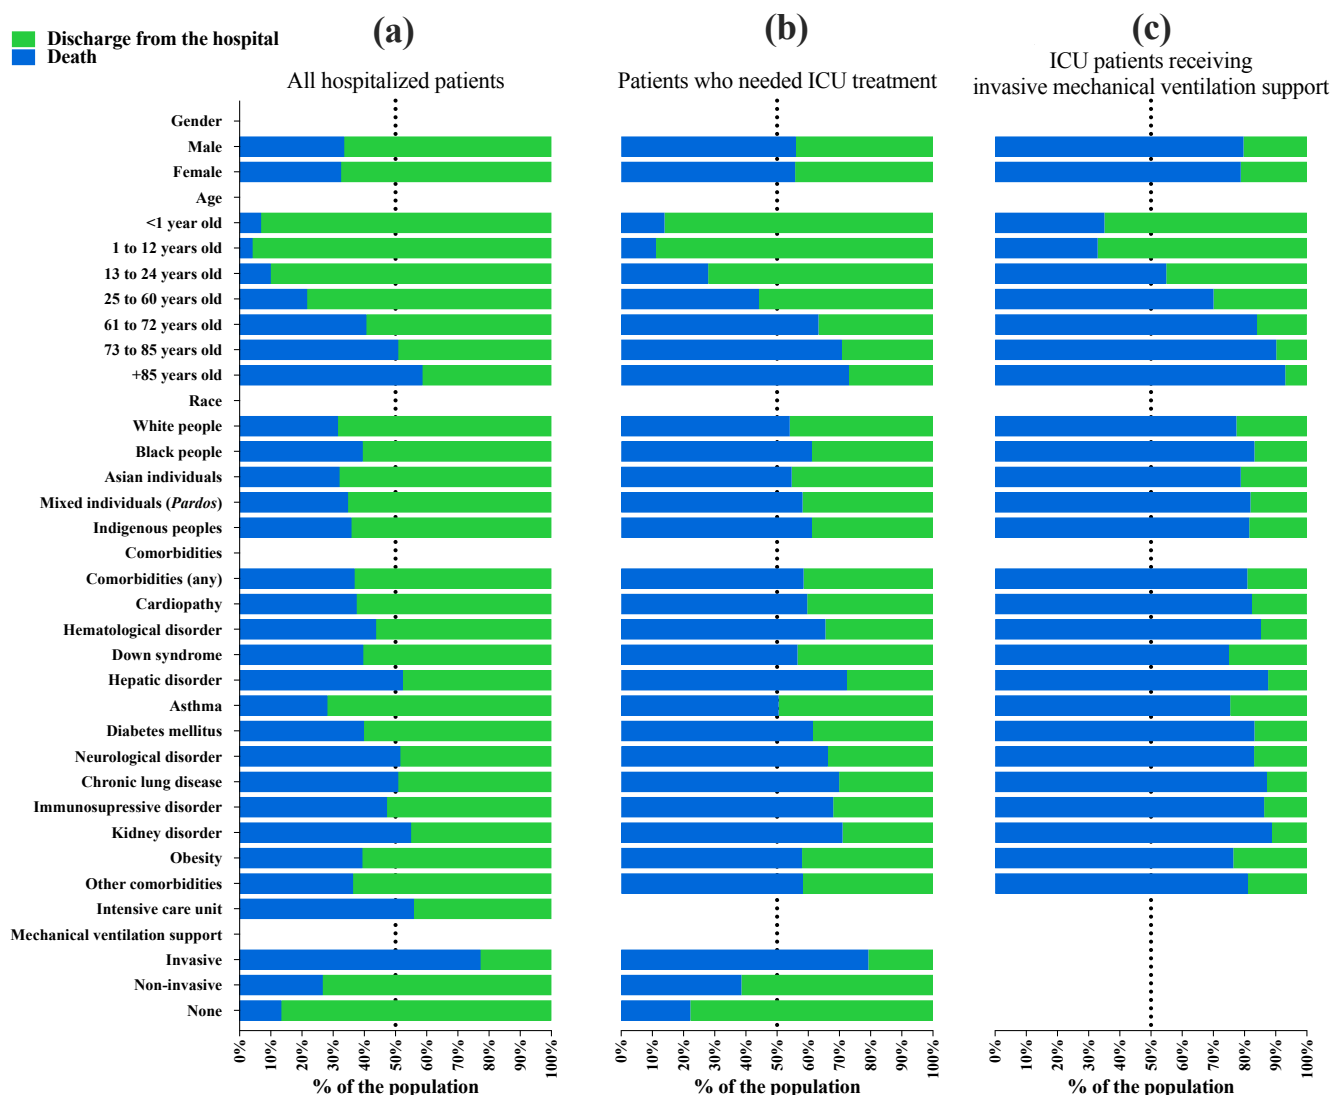 Discharge from the hospital
Death
(a)
All hospitalized patients
(b)
Patients who needed ICU treatment
(c)
ICU patients receiving
invasive mechanical ventilation support
Gender
Male
Female
Age
<1 year old
1 to 12 years old
13 to 24 years old
25 to 60 years old
61 to 72 years old
73 to 85 years old
+85 years old
Race
White people
Black people
Asian individuals
Mixed individuals (Pardos)
Indigenous peoples
Comorbidities
Comorbidities (any)
Cardiopathy
Hematological disorder
Down syndrome
Hepatic disorder
Asthma
Diabetes mellitus
Neurological disorder
Chronic lung disease
Immunosupressive disorder
Kidney disorder
Obesity
Other comorbidities
Intensive care unit
Mechanical ventilation support
Invasive
Non-invasive
None
0% 10% 20% 30% 40% 50% 60% 70% 80% 90% 100%
% of the population
0% 10% 20% 30% 40% 50% 60% 70% 80% 90% 100%
% of the population
0% 10% 20% 30% 40% 50% 60% 70% 80% 90% 100%
% of the population